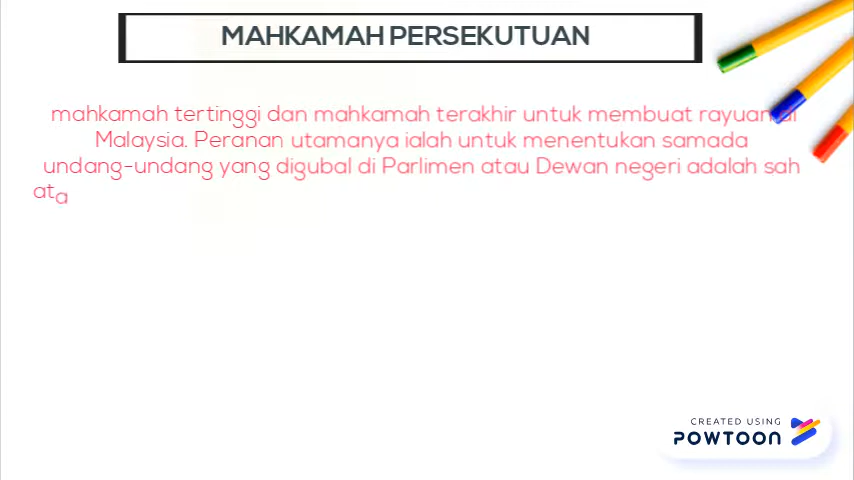 MAHKAMAH PERSEKUTUAN
mahkamah tertinggi dan mahkamah terakhir untuk membuat rayuan di
Malaysia. Peranan utamanya ialah untuk menentukan samada
undang-undang yang digubal di Parlimen atau Dewan negeri adalah sah
ata
CREATED USING
POWTOON